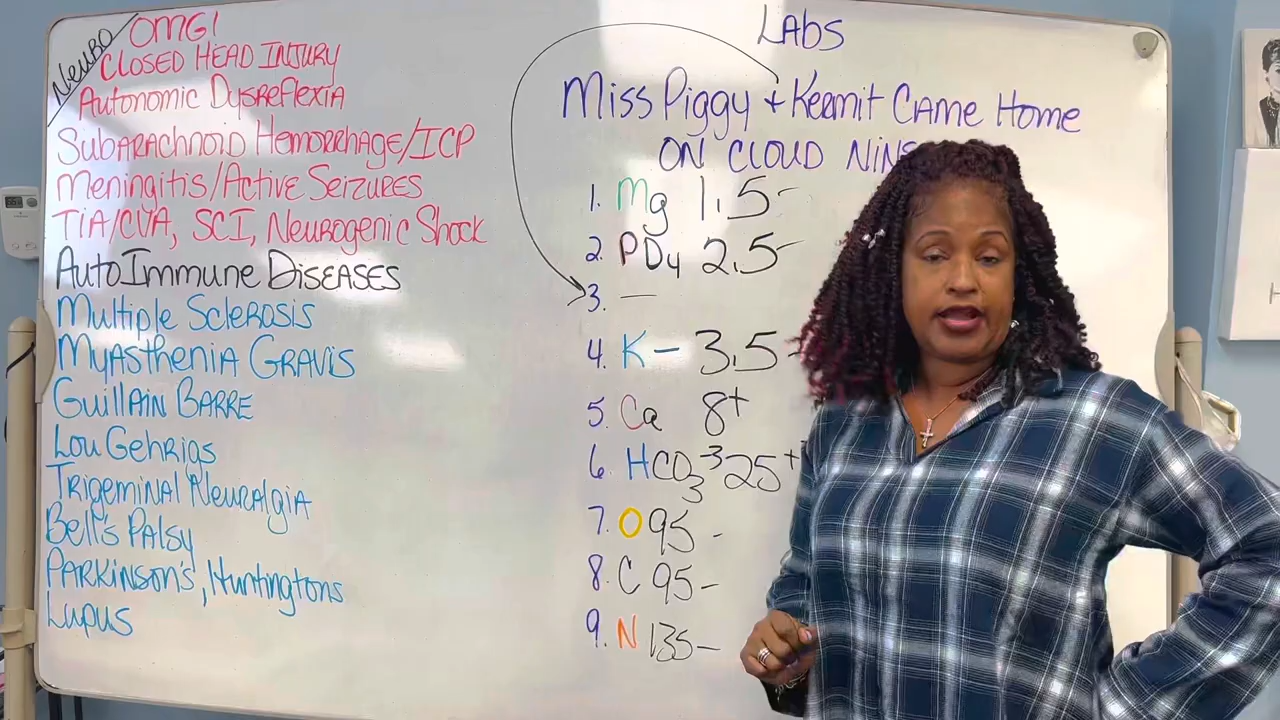 NEURO
OMG!
CLOSED HEAD INJURY
Autonomic Dysreflexia
Subarachnoid Hemorrhage/ICP
Meningitis/Active Seizures
TIA/CVA, SCI, Neurogenic Shock
AutoImmune Diseases
Multiple Sclerosis
Myasthenia Gravis
Guillain Barre
Lou Gehrigs
Trigeminal Neuralgia
Bell's Palsy
Parkinson's, Huntingtons
Lupus
Labs
Miss Piggy + Kermit Came Home
ON CLOUD NINE
1. Mg 1.5-
2. PO4 2.5-
3. —
4. K - 3.5-
5. Ca 8+
6. HCO3-3 25+
7. O 95 -
8. C 95-
9. N 135-